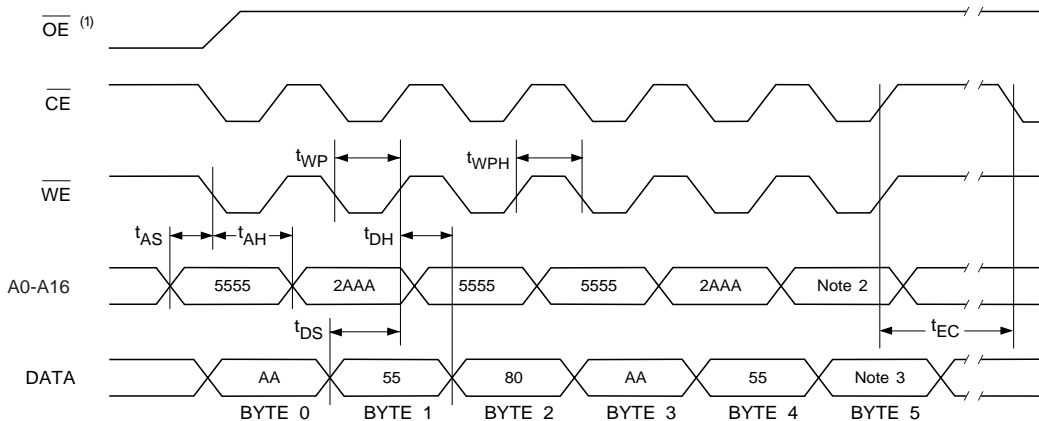 OE (1)
CE
tWP
tWPH
WE
tAS
tAH
tDH
A0-A16
5555
2AAA
5555
5555
2AAA
Note 2
tDS
tEC
DATA
AA
55
80
AA
55
Note 3
BYTE 0
BYTE 1
BYTE 2
BYTE 3
BYTE 4
BYTE 5